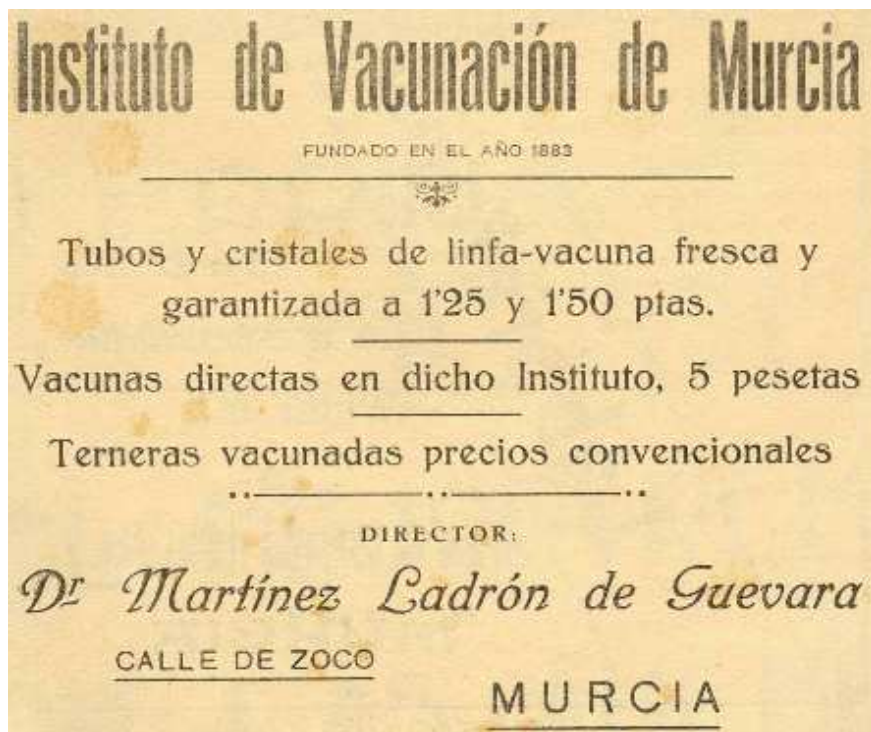 Instituto de Vacunación de Murcia
FUNDADO EN EL AÑO 1883
Tubos y cristales de linfa-vacuna fresca y
garantizada a 1'25 y 1'50 ptas.
Vacunas directas en dicho Instituto, 5 pesetas
Terneras vacunadas precios convencionales
DIRECTOR:
Dr Martínez Ladrón de Guevara
CALLE DE ZOCO
MURCIA